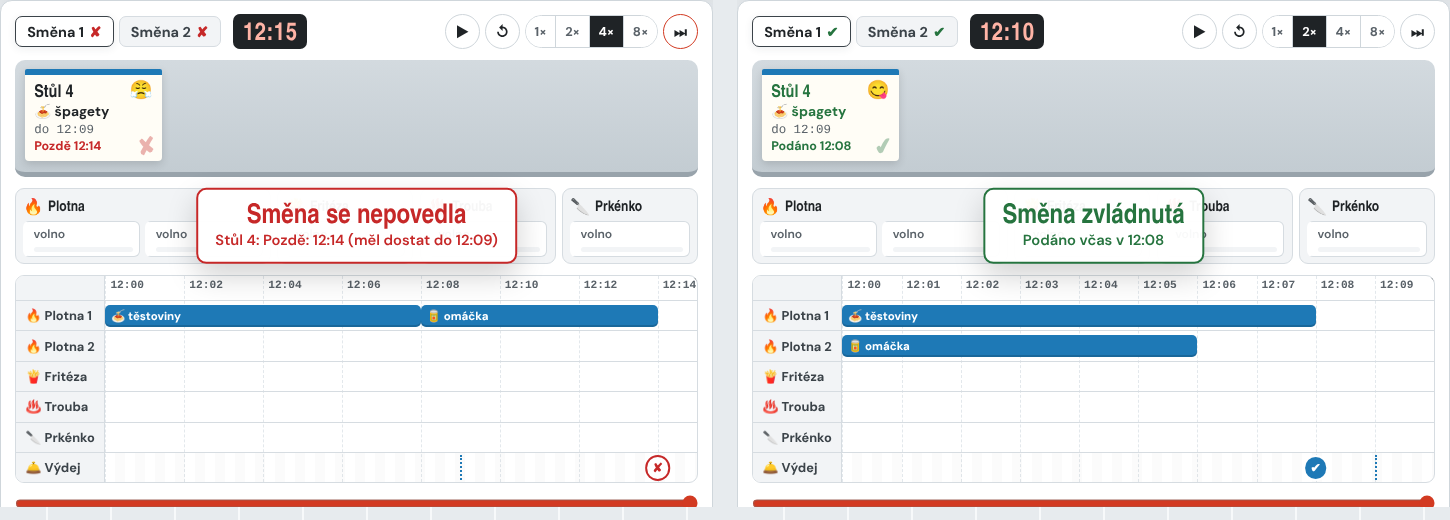 Směna 1 ✘ Směna 2 ✘ 12:15 1× 2× 4× 8×
Stůl 4
špagety
do 12:09
Pozdě 12:14
Plotna
Prkénko
volno
volno
volno
Směna se nepovedla
Stůl 4: Pozdě: 12:14 (měl dostat do 12:09)
12:00 12:02 12:04 12:06 12:08 12:10 12:12 12:14
Plotna 1 těstoviny omáčka
Plotna 2
Fritéza
Trouba
Prkénko
Výdej
Směna 1 ✔ Směna 2 ✔ 12:10 1× 2× 4× 8×
Stůl 4
špagety
do 12:09
Podáno 12:08
Plotna
Prkénko
volno
volno
volno
Směna zvládnutá
Podáno včas v 12:08
12:00 12:01 12:02 12:03 12:04 12:05 12:06 12:07 12:08 12:09
Plotna 1 těstoviny
Plotna 2 omáčka
Fritéza
Trouba
Prkénko
Výdej